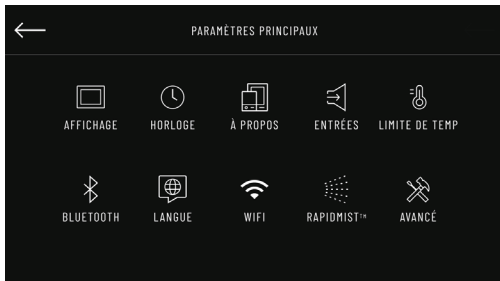 PARAMÈTRES PRINCIPAUX
AFFICHAGE HORLOGE À PROPOS ENTRÉES LIMITE DE TEMP
BLUETOOTH LANGUE WIFI RAPIDMIST™ AVANCÉ